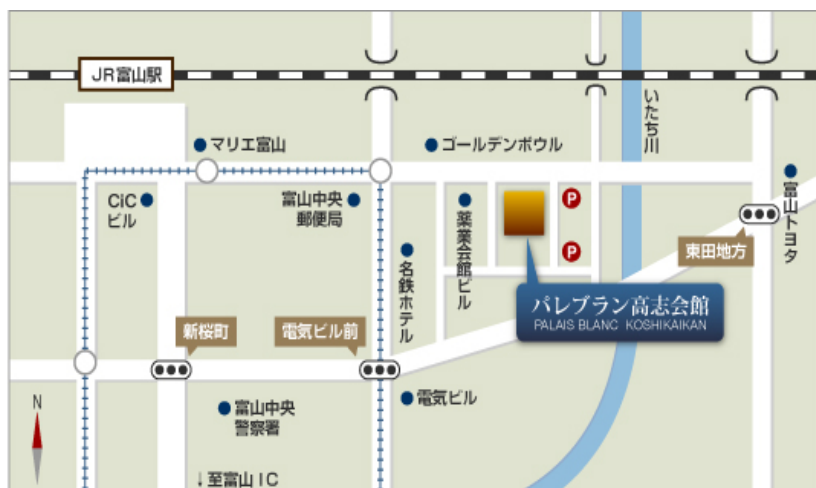 JR富山駅
マリエ富山
ゴールデンボウル
いたち川
CiC
ビル
富山中央
郵便局
薬業会館ビル
P
P
富山トヨタ
名鉄ホテル
東田地方
パレブラン高志会館
PALAIS BLANC KOSHIKAIKAN
新桜町
電気ビル前
N
富山中央
警察署
電気ビル
↓至富山IC